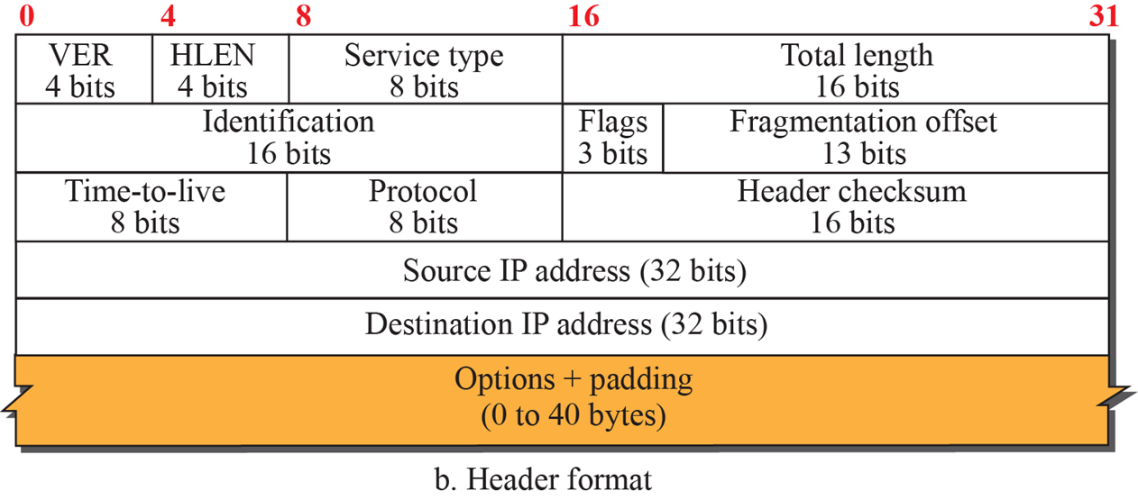 0 4 8 16 31
VER HLEN Service type Total length
4 bits 4 bits 8 bits 16 bits
Identification Flags Fragmentation offset
16 bits 3 bits 13 bits
Time-to-live Protocol Header checksum
8 bits 8 bits 16 bits
Source IP address (32 bits)
Destination IP address (32 bits)
Options + padding
(0 to 40 bytes)
b. Header format